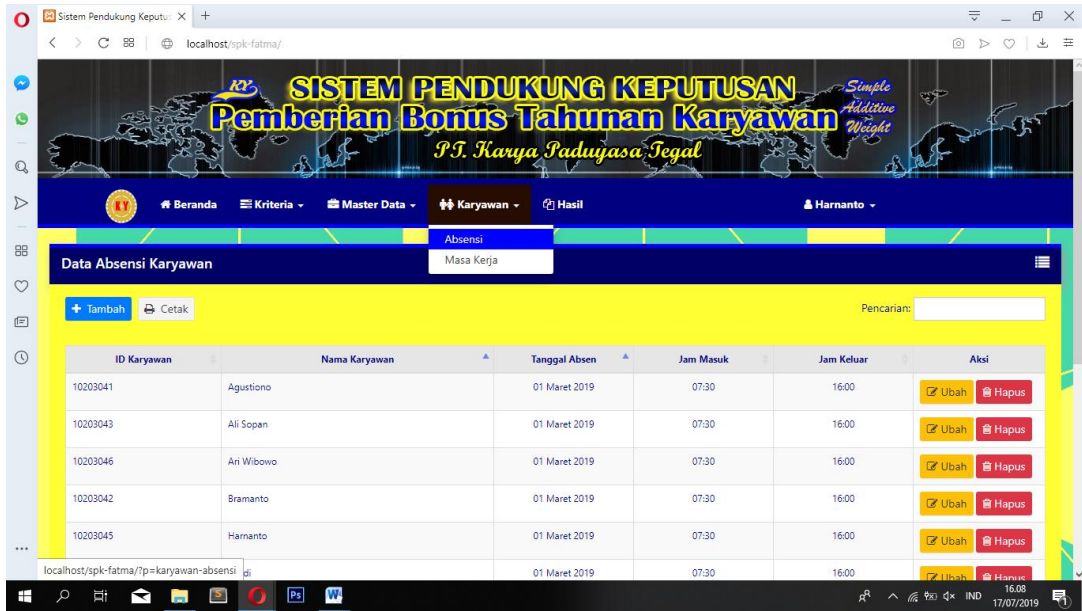 Sistem Pendukung Keputu
localhost/spk-fatma/
KY
SISTEM PENDUKUNG KEPUTUSAN
Pemberian Bonus Tahunan Karyawan
Simple
Additive
Weight
PT. Karya Paduyasa Tegal
KY
Beranda
Kriteria
Master Data
Karyawan
Hasil
Harnanto
Absensi
Masa Kerja
Data Absensi Karyawan
+ Tambah
Cetak
Pencarian:
ID Karyawan Nama Karyawan Tanggal Absen Jam Masuk Jam Keluar Aksi
10203041 Agustiono 01 Maret 2019 07:30 16:00 Ubah Hapus
10203043 Ali Sopan 01 Maret 2019 07:30 16:00 Ubah Hapus
10203046 Ari Wibowo 01 Maret 2019 07:30 16:00 Ubah Hapus
10203042 Bramanto 01 Maret 2019 07:30 16:00 Ubah Hapus
10203045 Harnanto 01 Maret 2019 07:30 16:00 Ubah Hapus
di 01 Maret 2019 07:30 16:00 Ubah Hapus
localhost/spk-fatma/?p=karyawan-absensi
Ps
IND
16.08
17/07/2019